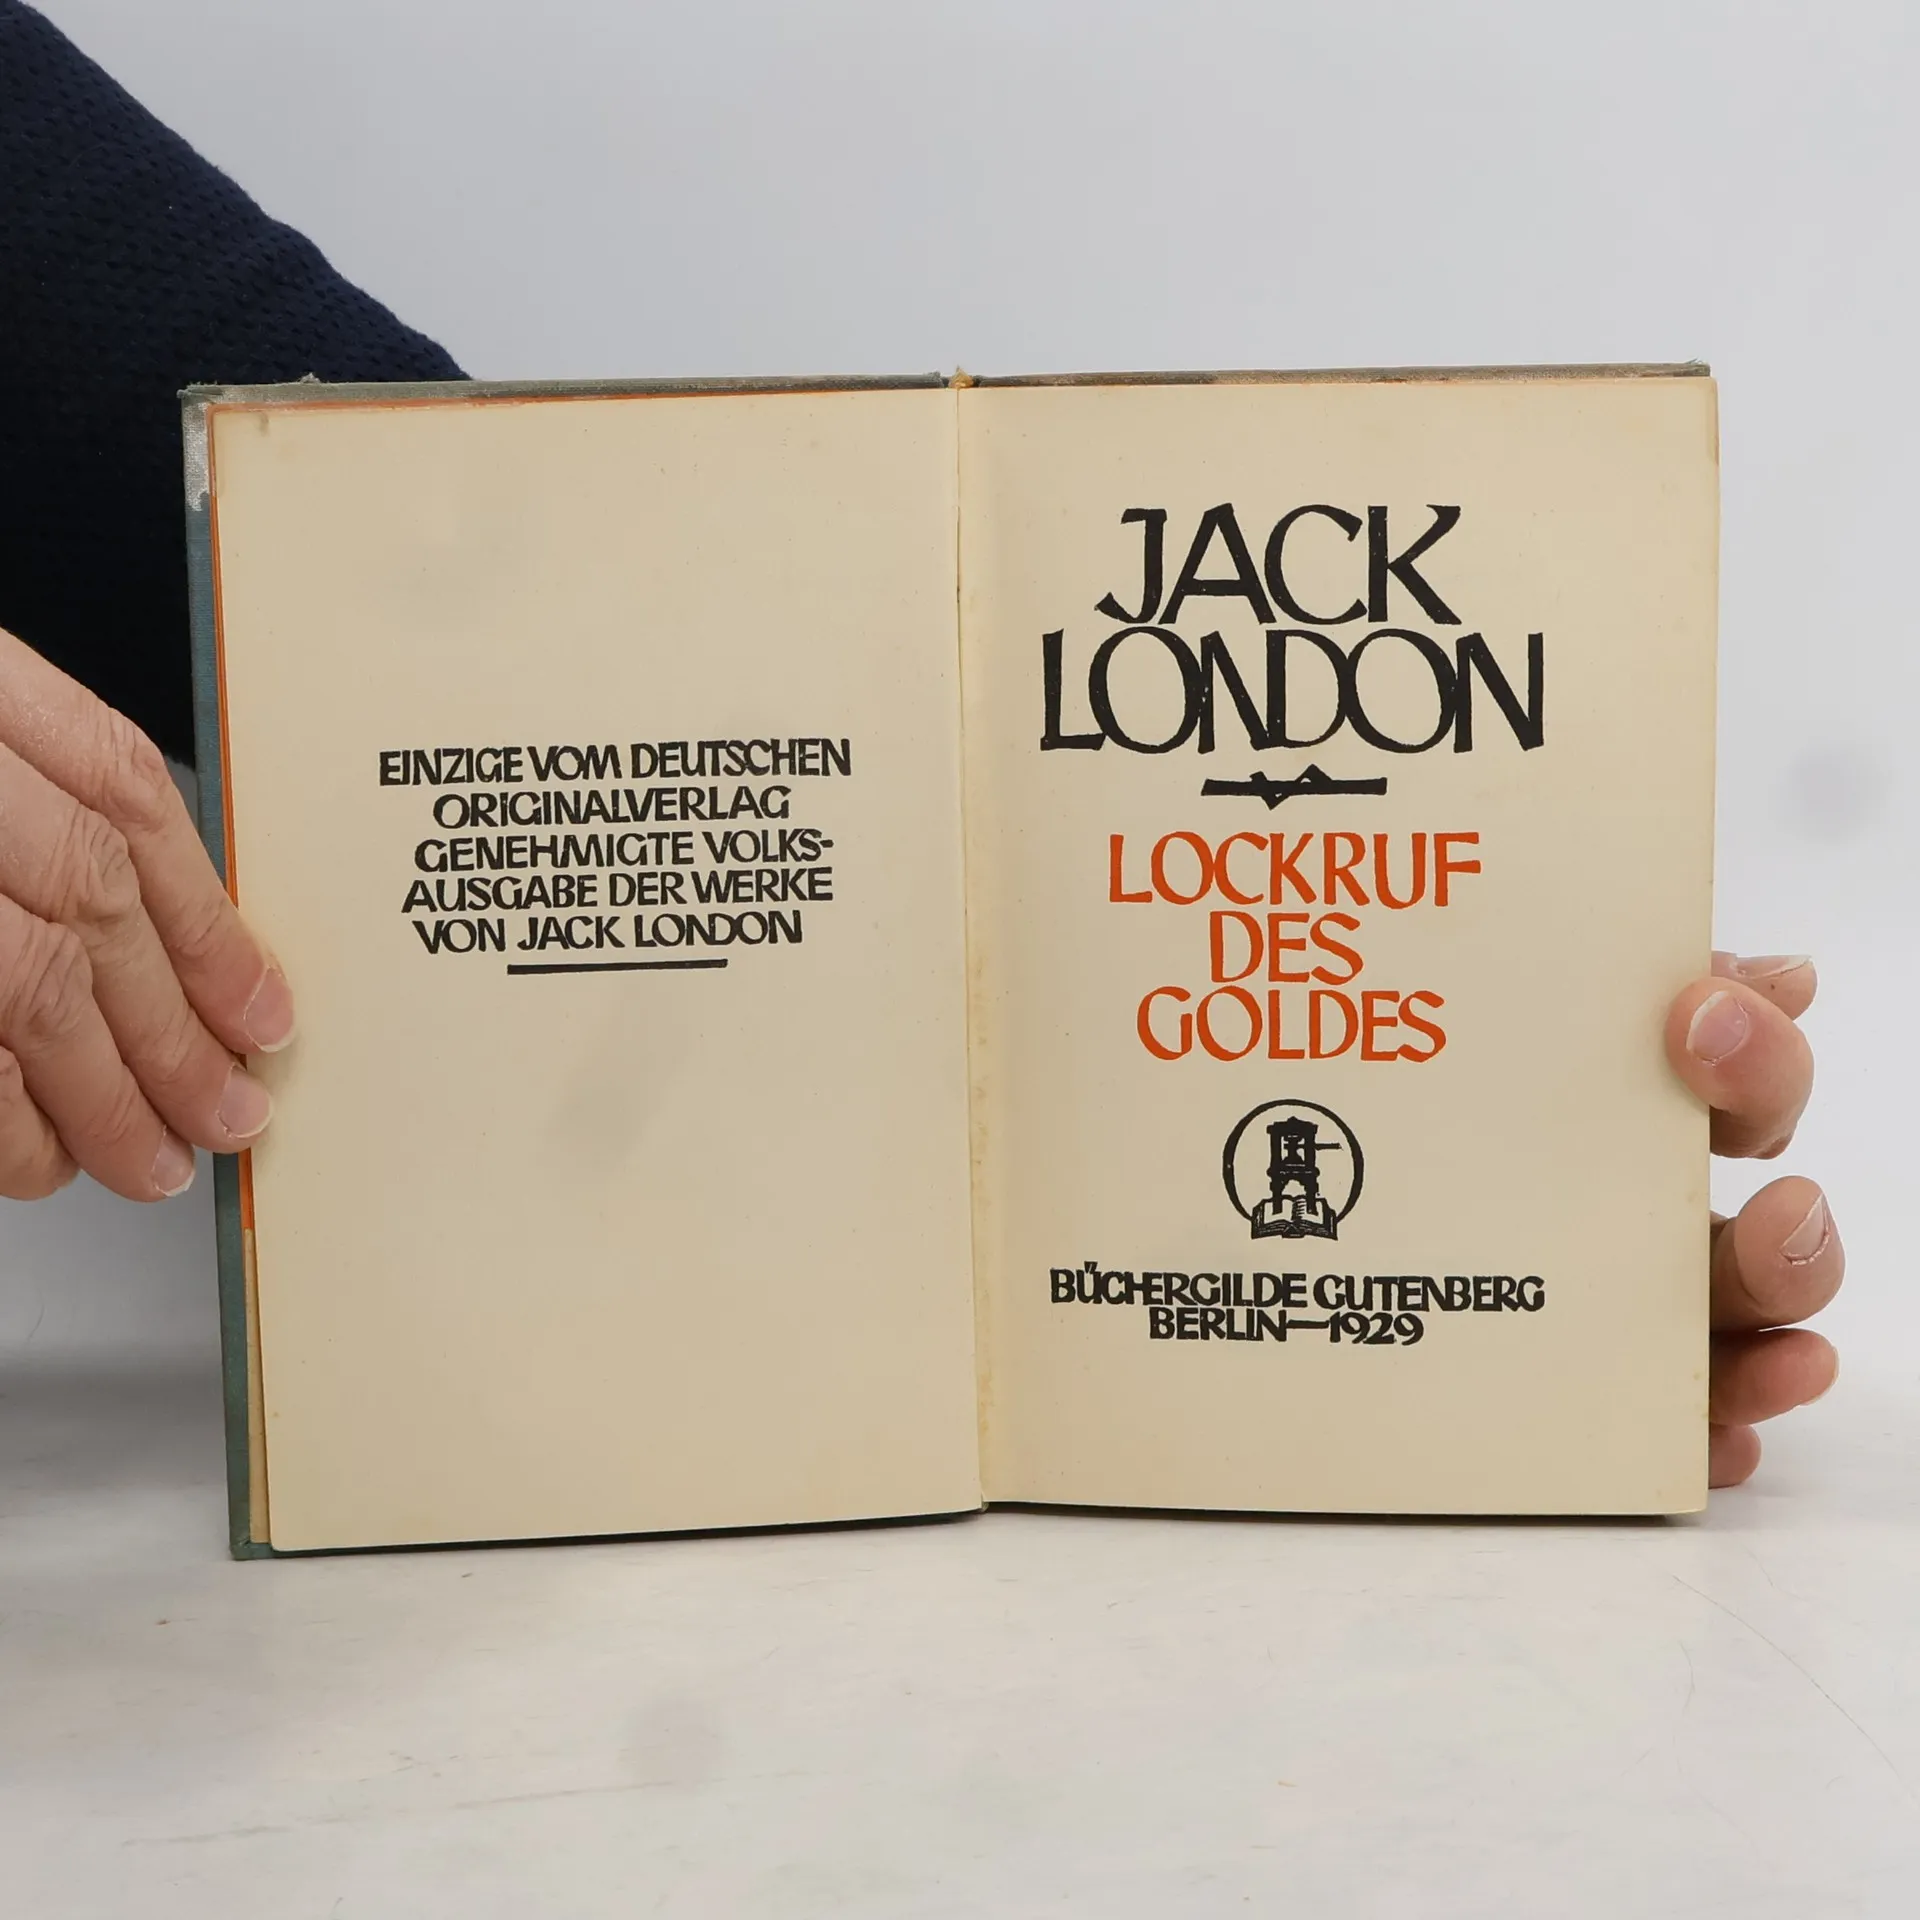 EINZIGE VOM DEUTSCHEN
ORIGINALVERLAG
GENEHMIGTE VOLKS-
AUSGABE DER WERKE
VON JACK LONDON
JACK
LONDON
LOCKRUF
DES
GOLDES
BÜCHERGILDE GUTENBERG
BERLIN—1929